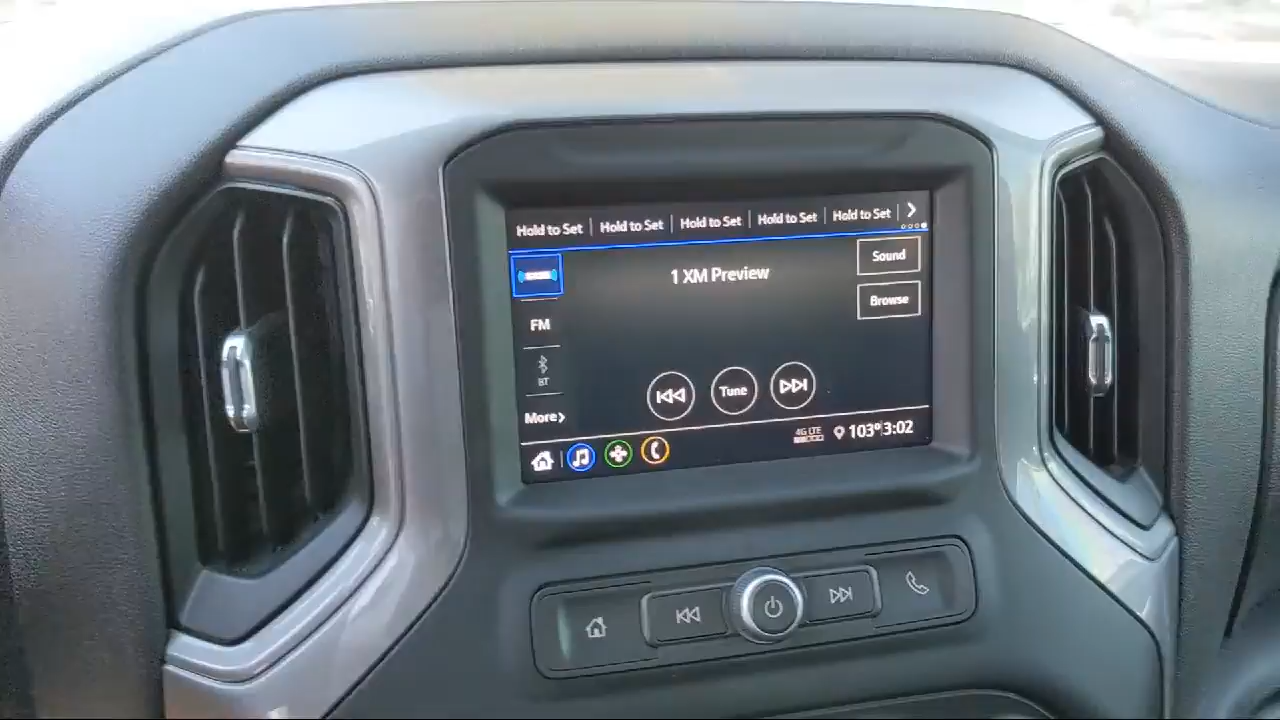 Hold to Set Hold to Set Hold to Set Hold to Set Hold to Set
1 XM Preview
Sound
Browse
FM
BT
More
Tune
4G LTE
103° 3:02